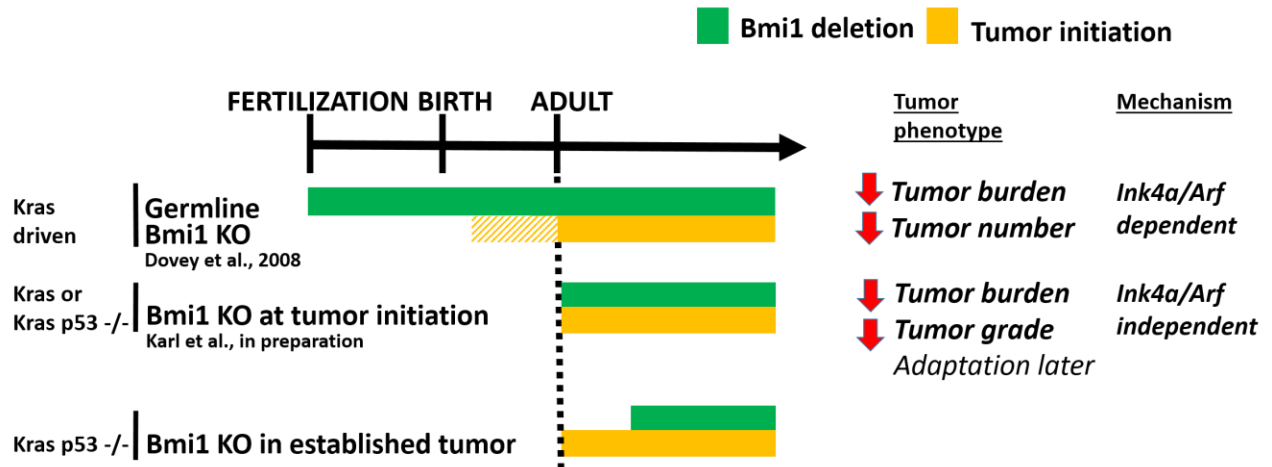 Bmi1 deletion
Tumor initiation
FERTILIZATION BIRTH ADULT
Tumor
phenotype
Mechanism
Kras
driven
Germline
Bmi1 KO
Dovey et al., 2008
Tumor burden
Tumor number
Ink4a/Arf
dependent
Kras or
Kras p53 -/-
Bmi1 KO at tumor initiation
Karl et al., in preparation
Tumor burden
Tumor grade
Adaptation later
Ink4a/Arf
independent
Kras p53 -/-
Bmi1 KO in established tumor